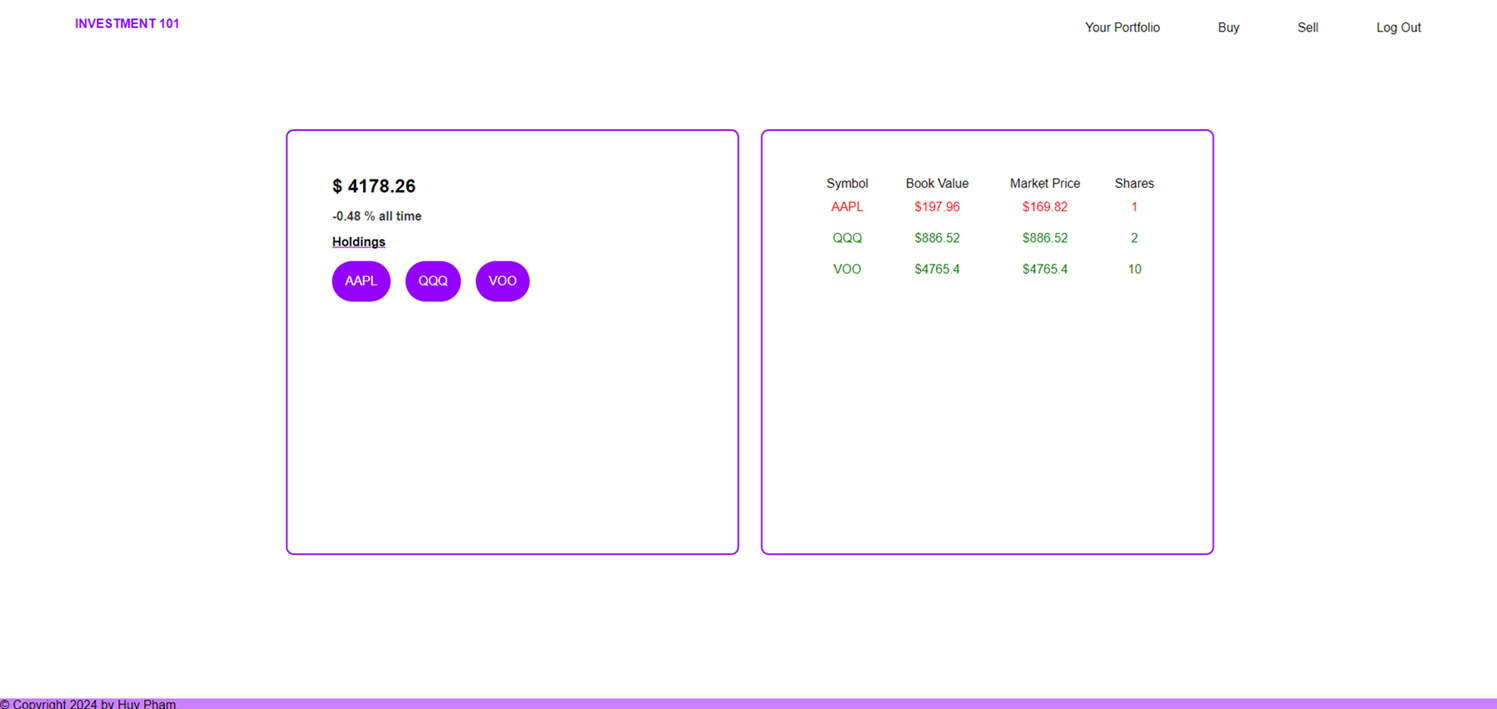 INVESTMENT 101
Your Portfolio Buy Sell Log Out
$ 4178.26
-0.48 % all time
Holdings
AAPL QQQ VOO
Symbol Book Value Market Price Shares
AAPL $197.96 $169.82 1
QQQ $886.52 $886.52 2
VOO $4765.4 $4765.4 10
© Copyright 2024 by Huy Pham.